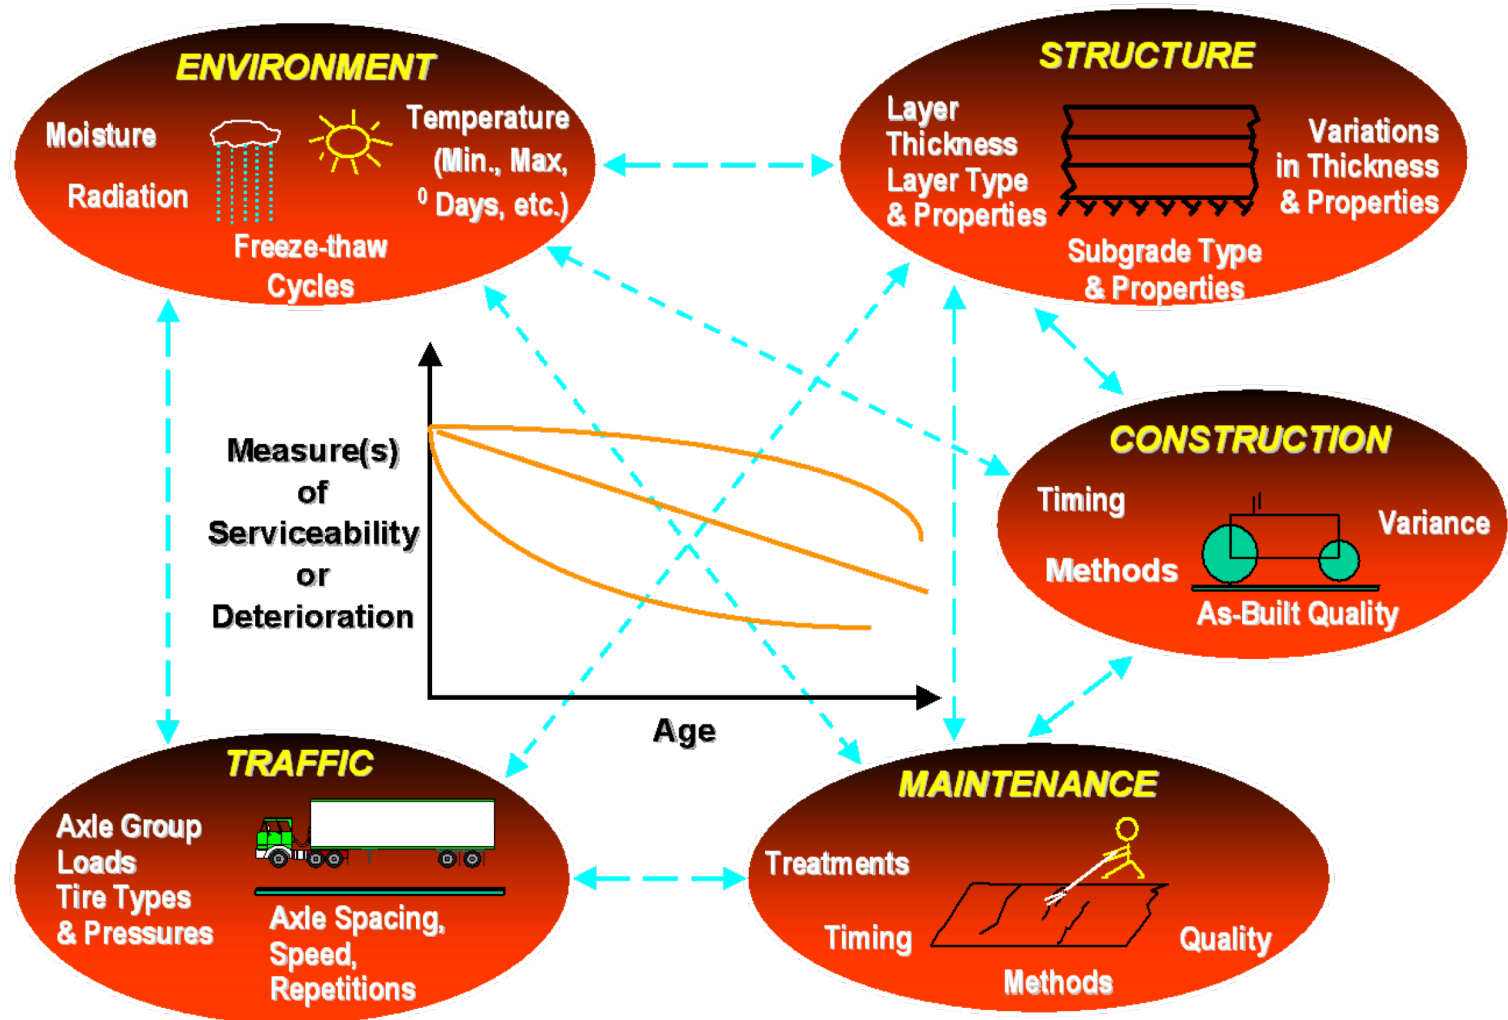 ENVIRONMENT
Moisture
Radiation
Temperature
(Min., Max,
⁰ Days, etc.)
Freeze-thaw
Cycles
STRUCTURE
Layer
Thickness
Layer Type
& Properties
Variations
in Thickness
& Properties
Subgrade Type
& Properties
Measure(s)
of
Serviceability
or
Deterioration
Age
CONSTRUCTION
Timing
Variance
Methods
As-Built Quality
TRAFFIC
Axle Group
Loads
Tire Types
& Pressures
Axle Spacing,
Speed,
Repetitions
MAINTENANCE
Treatments
Timing
Quality
Methods